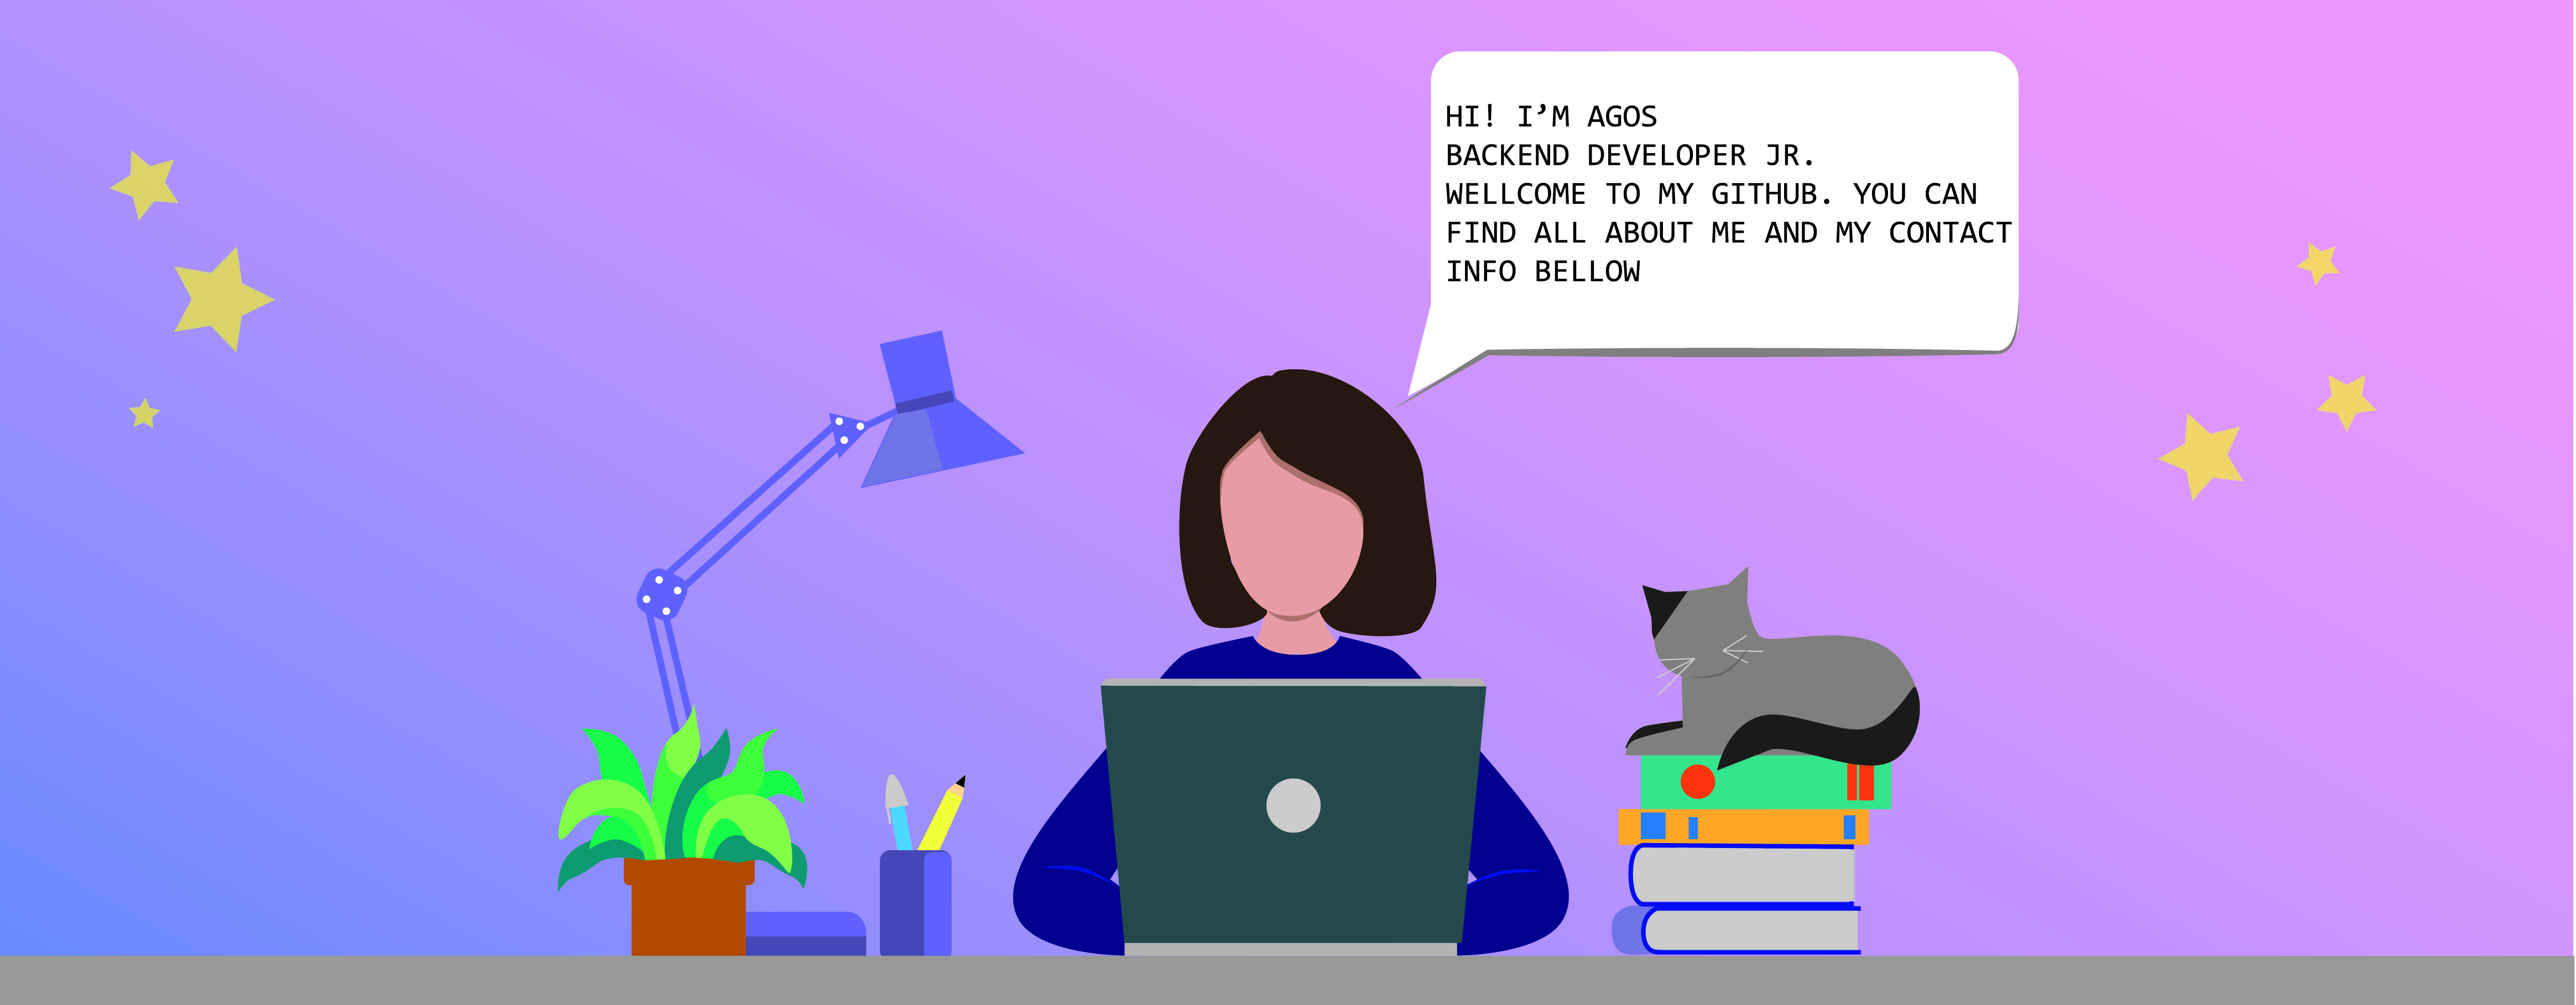 HI! I’M AGOS
BACKEND DEVELOPER JR.
WELLCOME TO MY GITHUB. YOU CAN
FIND ALL ABOUT ME AND MY CONTACT
INFO BELLOW